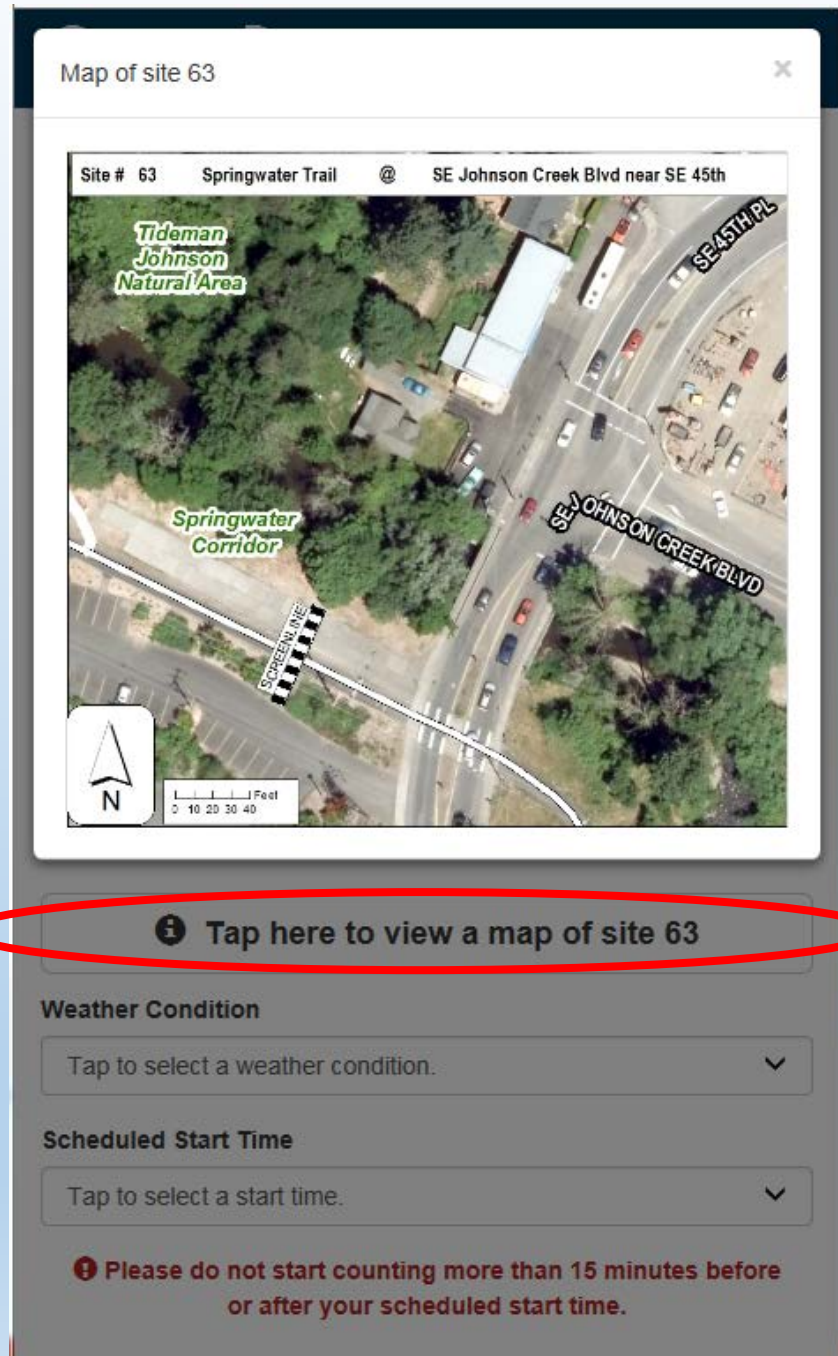 Map of site 63 ×
Site # 63 Springwater Trail @ SE Johnson Creek Blvd near SE 45th
Tideman
Johnson
Natural Area
SE 45TH PL
Springwater
Corridor
SE JOHNSON CREEK BLVD
SCREENLINE
N
Feet
0 10 20 30 40
Tap here to view a map of site 63
Weather Condition
Tap to select a weather condition.
Scheduled Start Time
Tap to select a start time.
Please do not start counting more than 15 minutes before
or after your scheduled start time.